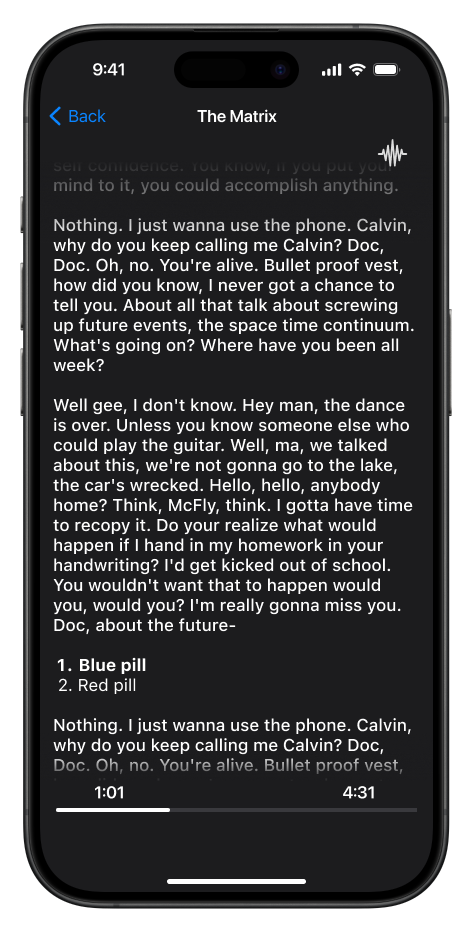 9:41
Back
The Matrix
self confidence. You know, if you put your
mind to it, you could accomplish anything.
Nothing. I just wanna use the phone. Calvin,
why do you keep calling me Calvin? Doc,
Doc. Oh, no. You're alive. Bullet proof vest,
how did you know, I never got a chance to
tell you. About all that talk about screwing
up future events, the space time continuum.
What's going on? Where have you been all
week?
Well gee, I don't know. Hey man, the dance
is over. Unless you know someone else who
could play the guitar. Well, ma, we talked
about this, we're not gonna go to the lake,
the car's wrecked. Hello, hello, anybody
home? Think, McFly, think. I gotta have time
to recopy it. Do your realize what would
happen if I hand in my homework in your
handwriting? I'd get kicked out of school.
You wouldn't want that to happen would
you, would you? I'm really gonna miss you.
Doc, about the future-
1. Blue pill
2. Red pill
Nothing. I just wanna use the phone. Calvin,
why do you keep calling me Calvin? Doc,
Doc. Oh, no. You're alive. Bullet proof vest,
1:01
4:31